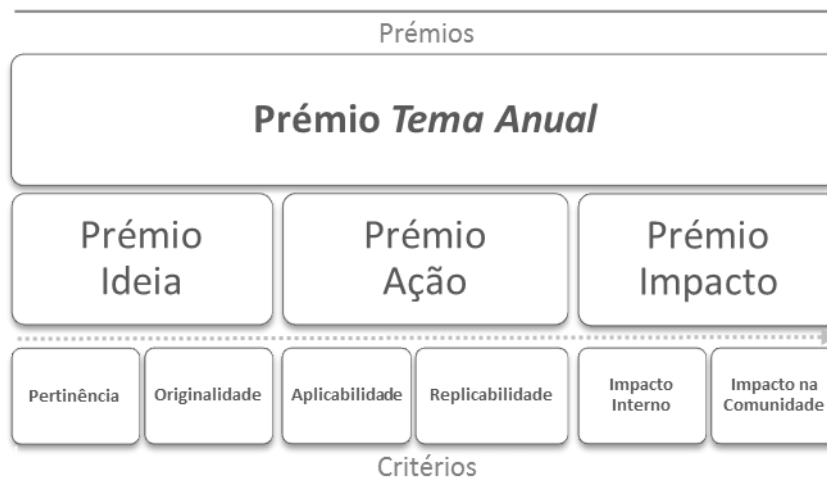 Prémios
Prémio Tema Anual
Prémio
Ideia
Prémio
Ação
Prémio
Impacto
Pertinência
Originalidade
Aplicabilidade
Replicabilidade
Impacto
Interno
Impacto na
Comunidade
Critérios